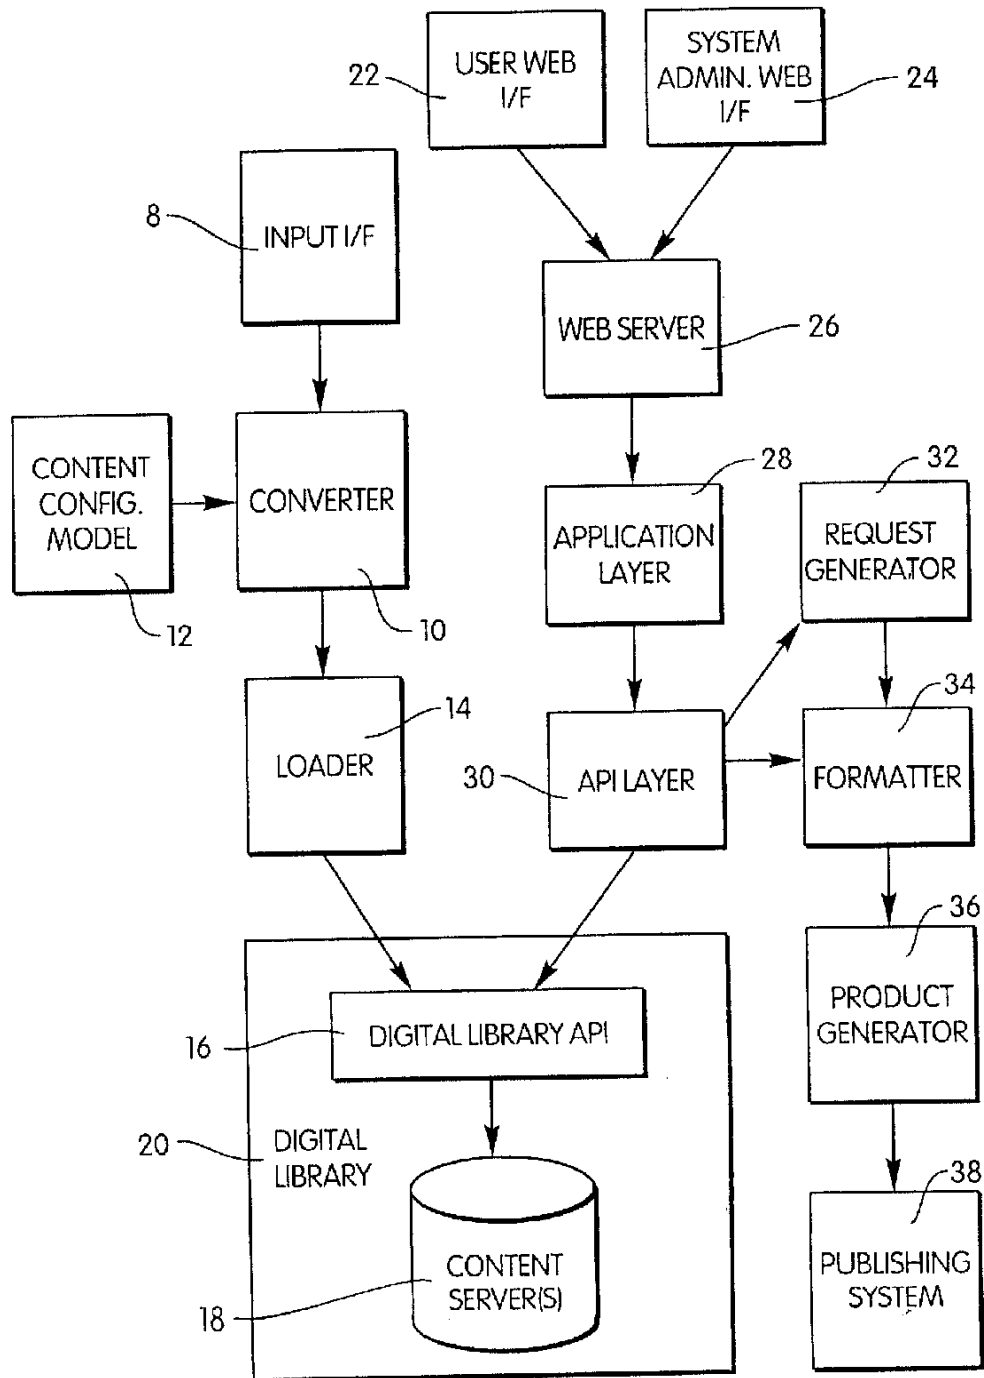 22
USER WEB
I/F
SYSTEM
ADMIN. WEB
I/F
24
8
INPUT I/F
WEB SERVER
26
CONTENT
CONFIG.
MODEL
12
CONVERTER
10
28
APPLICATION
LAYER
32
REQUEST
GENERATOR
14
LOADER
30
API LAYER
34
FORMATTER
36
PRODUCT
GENERATOR
16
DIGITAL LIBRARY API
20
DIGITAL
LIBRARY
18
CONTENT
SERVER(S)
38
PUBLISHING
SYSTEM